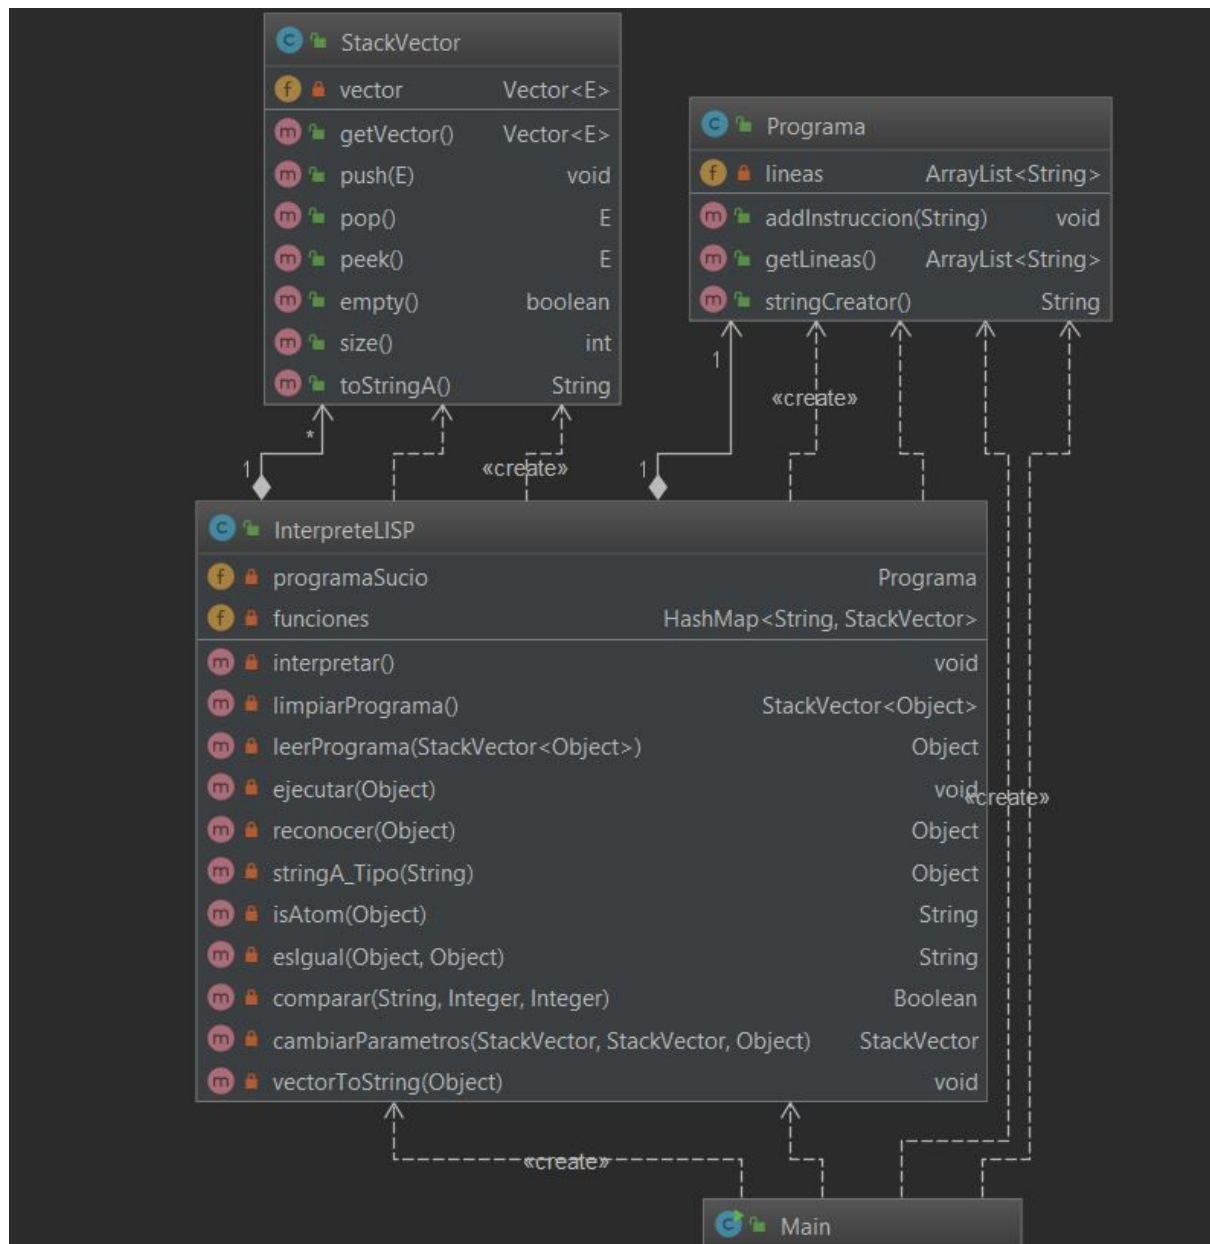 StackVector
vector Vector<E>
getVector() Vector<E>
push(E) void
pop() E
peek() E
empty() boolean
size() int
toStringA() String
Programa
lineas ArrayList<String>
addInstruccion(String) void
getLineas() ArrayList<String>
stringCreator() String
1
«create»
*
1
«create»
1
InterpreteLISP
programaSucio Programa
funciones HashMap<String, StackVector>
interpretar() void
limpiarPrograma() StackVector<Object>
leerPrograma(StackVector<Object>) Object
ejecutar(Object) void
«create»
reconocer(Object) Object
stringA_Tipo(String) Object
isAtom(Object) String
esIgual(Object, Object) String
comparar(String, Integer, Integer) Boolean
cambiarParametros(StackVector, StackVector, Object) StackVector
vectorToString(Object) void
«create»
Main